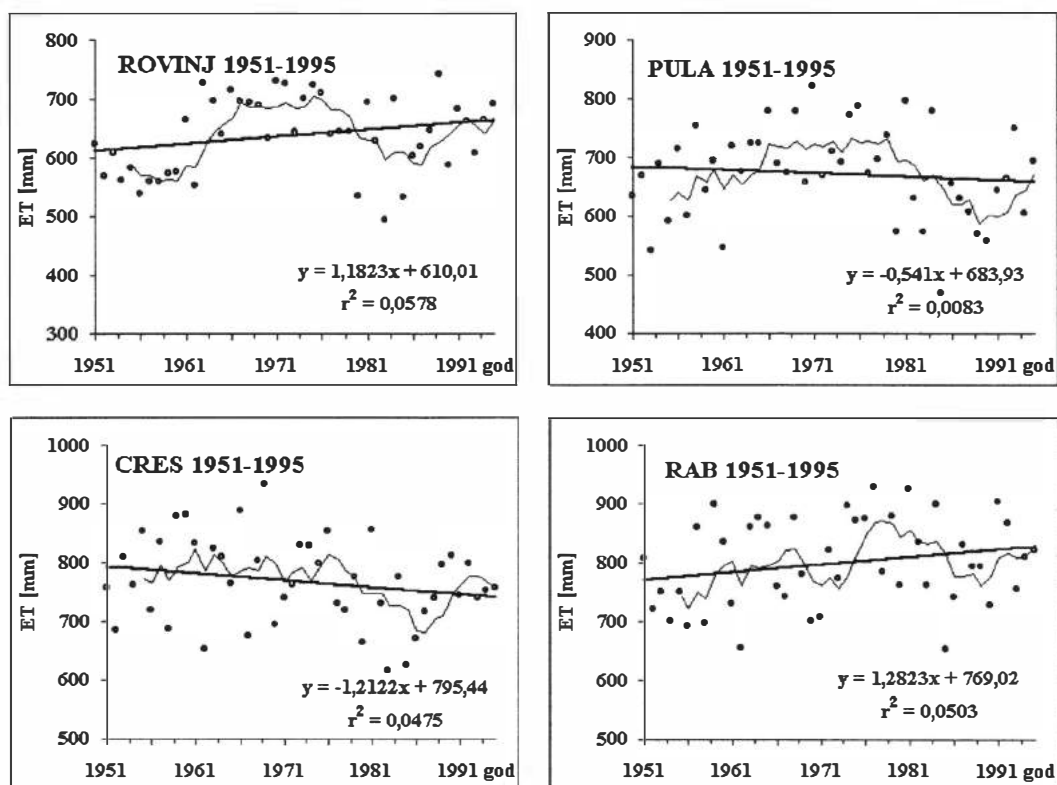 800
ROVINJ 1951-1995
700
600
500
400
300
ET [mm]
y = 1,1823x + 610,01
r² = 0,0578
1951 1961 1971 1981 1991 god
900
PULA 1951-1995
800
700
600
500
400
ET [mm]
y = -0,541x + 683,93
r² = 0,0083
1951 1961 1971 1981 1991 god
1000
CRES 1951-1995
900
800
700
600
500
ET [mm]
y = -1,2122x + 795,44
r² = 0,0475
1951 1961 1971 1981 1991 god
1000
RAB 1951-1995
900
800
700
600
500
ET [mm]
y = 1,2823x + 769,02
r² = 0,0503
1951 1961 1971 1981 1991 god